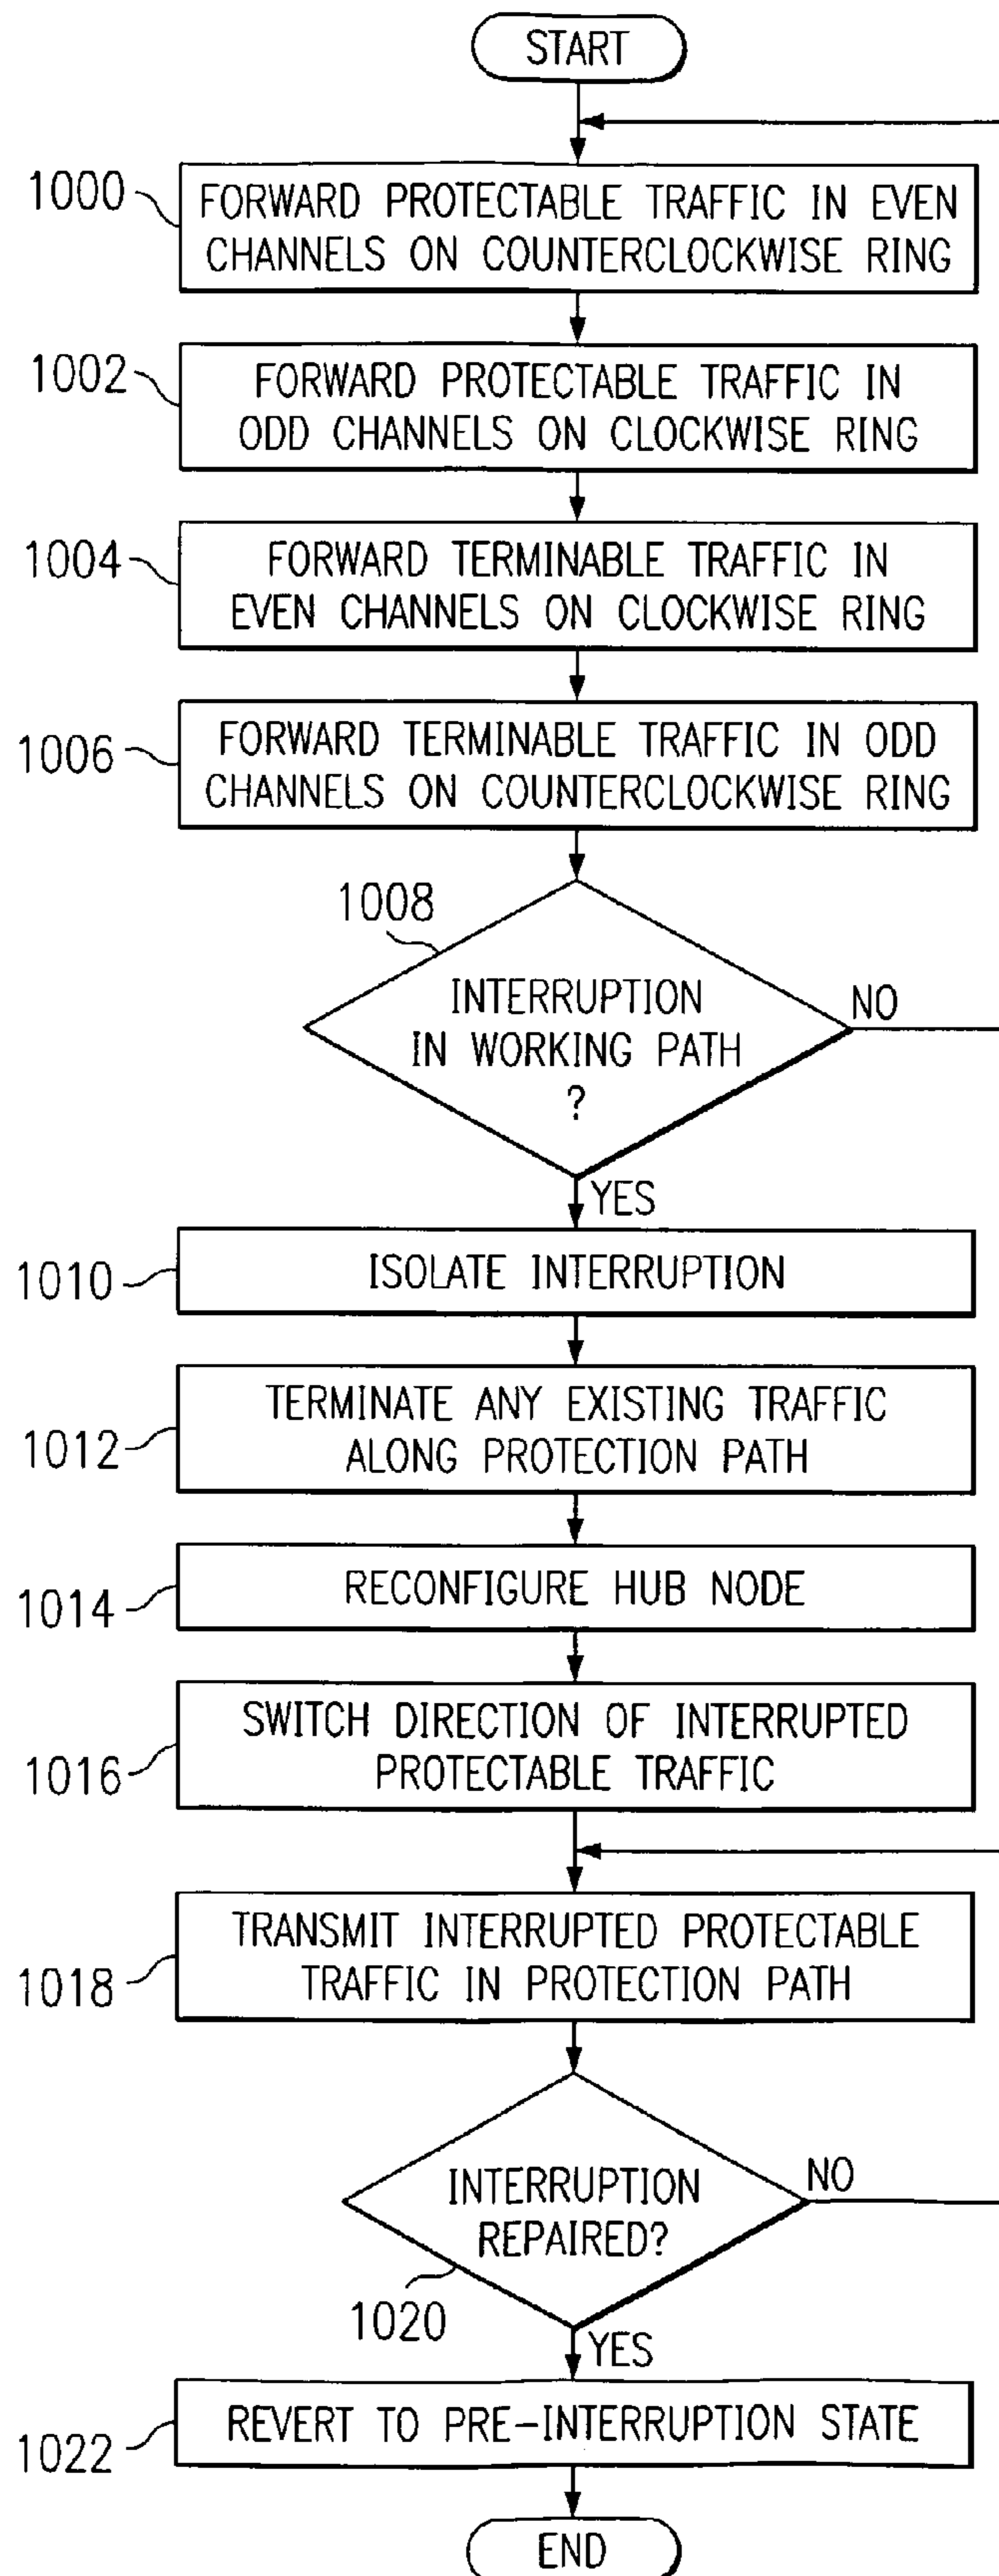 START
1000
FORWARD PROTECTABLE TRAFFIC IN EVEN
CHANNELS ON COUNTERCLOCKWISE RING
1002
FORWARD PROTECTABLE TRAFFIC IN
ODD CHANNELS ON CLOCKWISE RING
1004
FORWARD TERMINABLE TRAFFIC IN
EVEN CHANNELS ON CLOCKWISE RING
1006
FORWARD TERMINABLE TRAFFIC IN ODD
CHANNELS ON COUNTERCLOCKWISE RING
1008
INTERRUPTION
IN WORKING PATH
?
NO
YES
1010
ISOLATE INTERRUPTION
1012
TERMINATE ANY EXISTING TRAFFIC
ALONG PROTECTION PATH
1014
RECONFIGURE HUB NODE
1016
SWITCH DIRECTION OF INTERRUPTED
PROTECTABLE TRAFFIC
1018
TRANSMIT INTERRUPTED PROTECTABLE
TRAFFIC IN PROTECTION PATH
INTERRUPTION
REPAIRED?
NO
1020
YES
1022
REVERT TO PRE-INTERRUPTION STATE
END